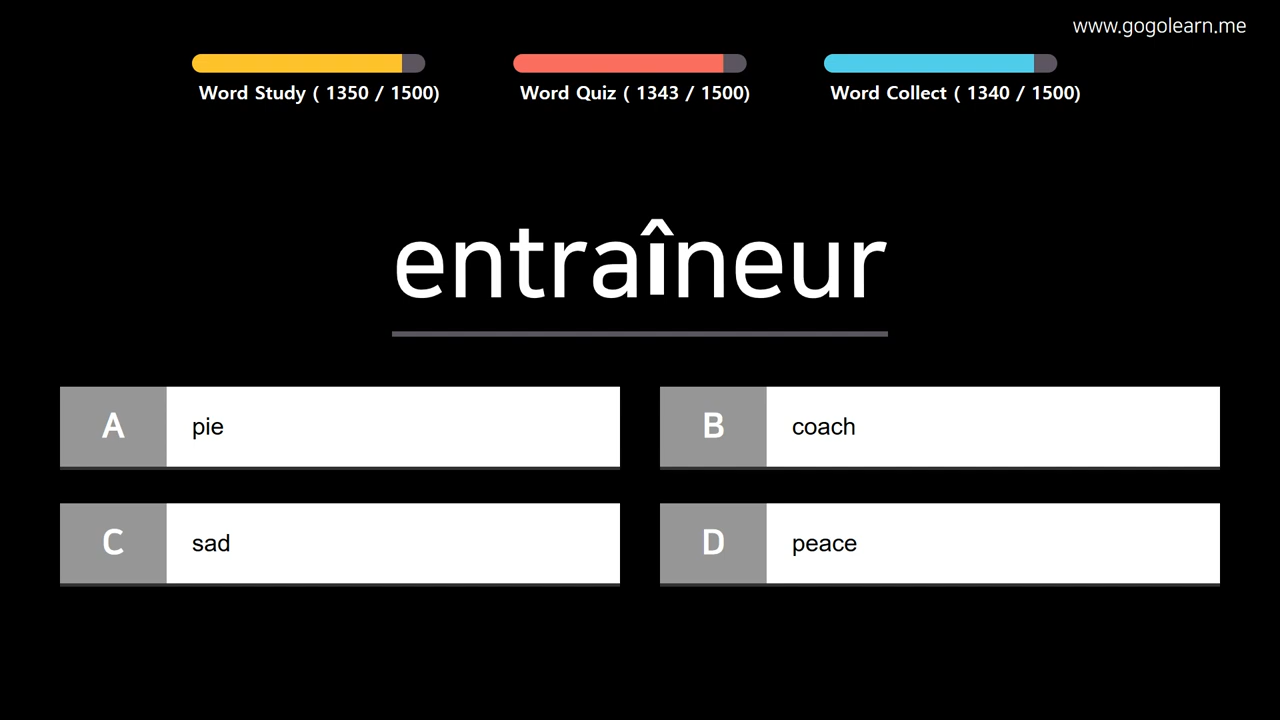 www.gogolearn.me
Word Study ( 1350 / 1500)
Word Quiz ( 1343 / 1500)
Word Collect ( 1340 / 1500)
entraîneur
A pie
B coach
C sad
D peace